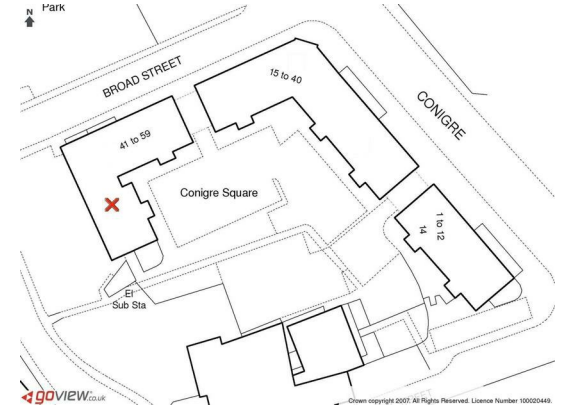 N
Park
BROAD STREET
15 to 40
CONIGRE
41 to 59
Conigre Square
1 to 12
14
El
Sub Sta
goview.co.uk
Crown copyright 2007. All Rights Reserved. Licence Number 100020449.